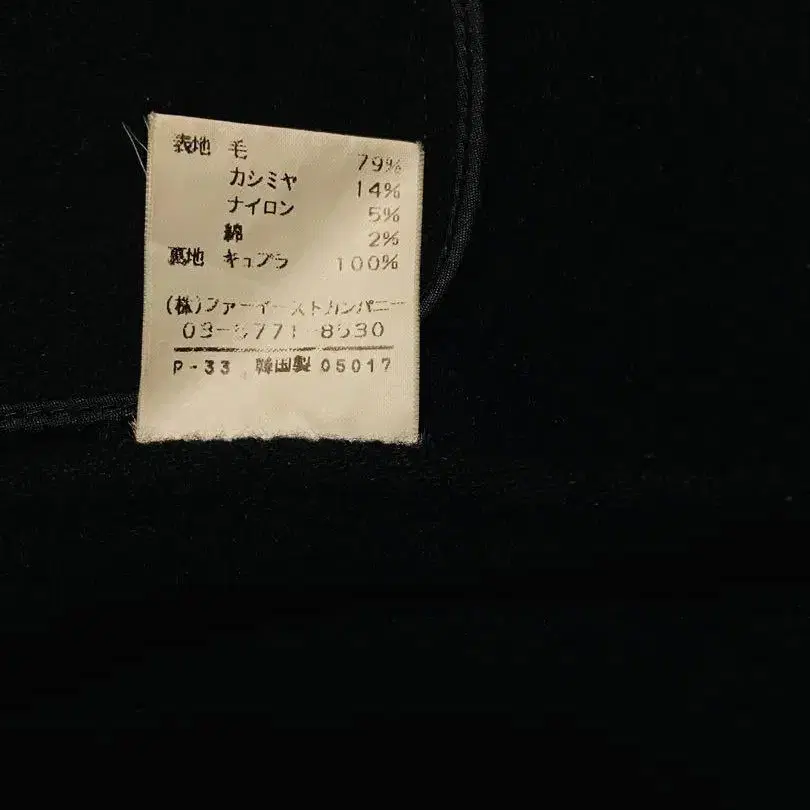 表地 毛 79%
カシミヤ 14%
ナイロン 5%
綿 2%
裏地 キュプラ 100%
(株)ファーイーストカンパニー
03-5771-8530
P-33 韓国製 05017